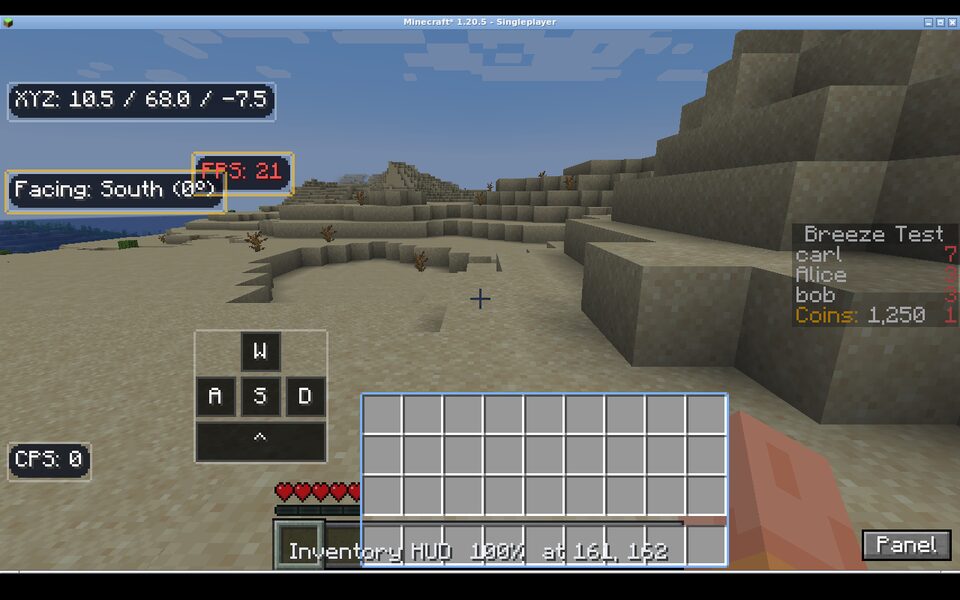 Minecraft* 1.20.5 - Singleplayer
XYZ: 10.5 / 68.0 / -7.5
FPS: 21
Facing: South (0º)
Breeze Test
carl 7
Alice
bob 3
Coins: 1,250 1
W
A S D
^
CPS: 0
Inventory HUD 100% at 161, 162
Panel